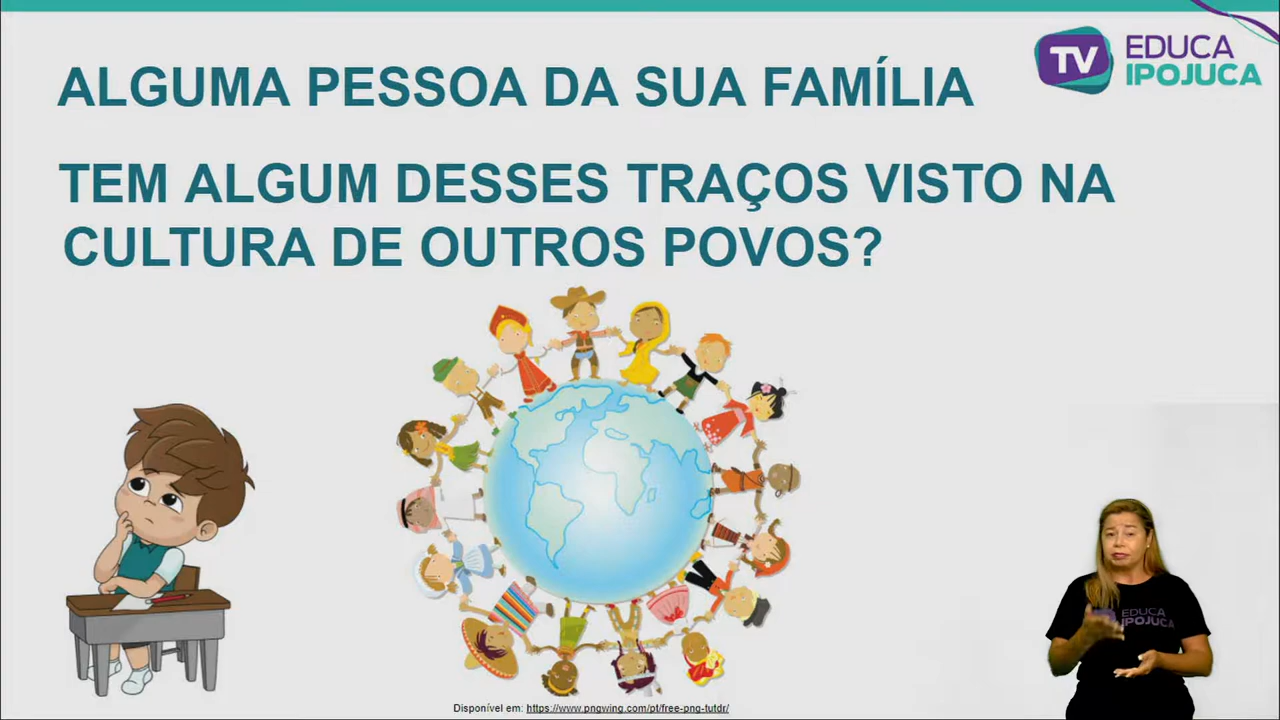 TV EDUCA
IPOJUCA
ALGUMA PESSOA DA SUA FAMÍLIA
TEM ALGUM DESSES TRAÇOS VISTO NA
CULTURA DE OUTROS POVOS?
EDUCA
IPOJUCA
Disponível em: https://www.pngwing.com/pt/free-png-tutdr/